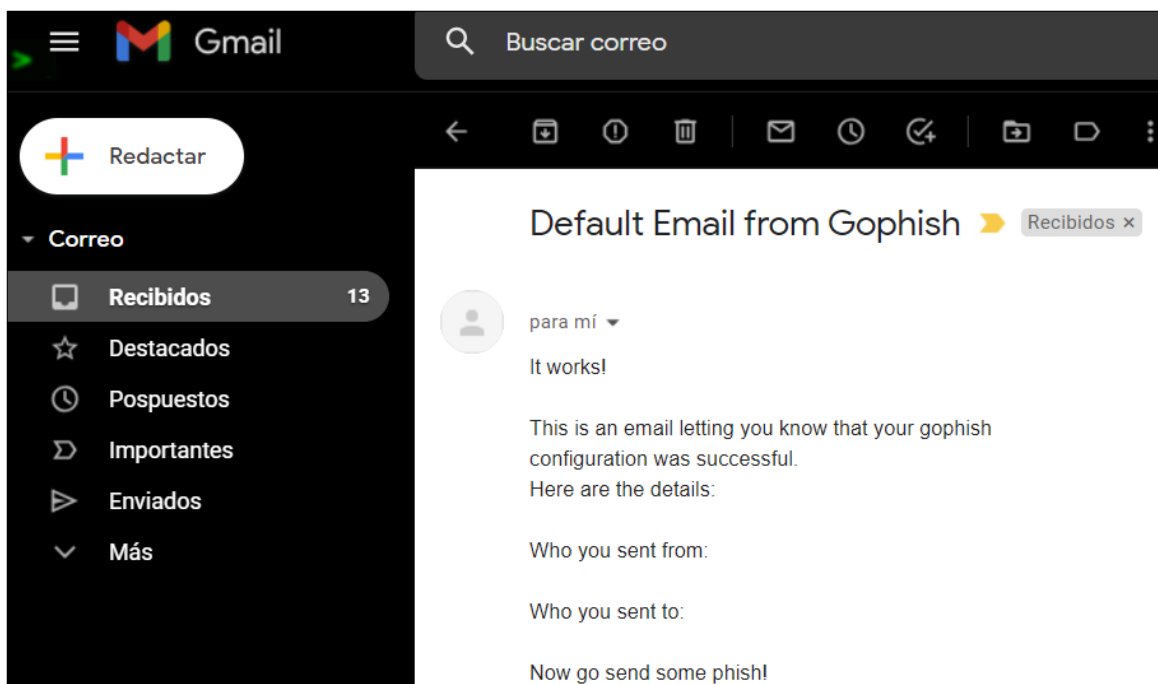 Gmail
Buscar correo
Redactar
Correo
Recibidos 13
Destacados
Pospuestos
Importantes
Enviados
Más
Default Email from Gophish Recibidos ×
para mí
It works!
This is an email letting you know that your gophish
configuration was successful.
Here are the details:
Who you sent from:
Who you sent to:
Now go send some phish!